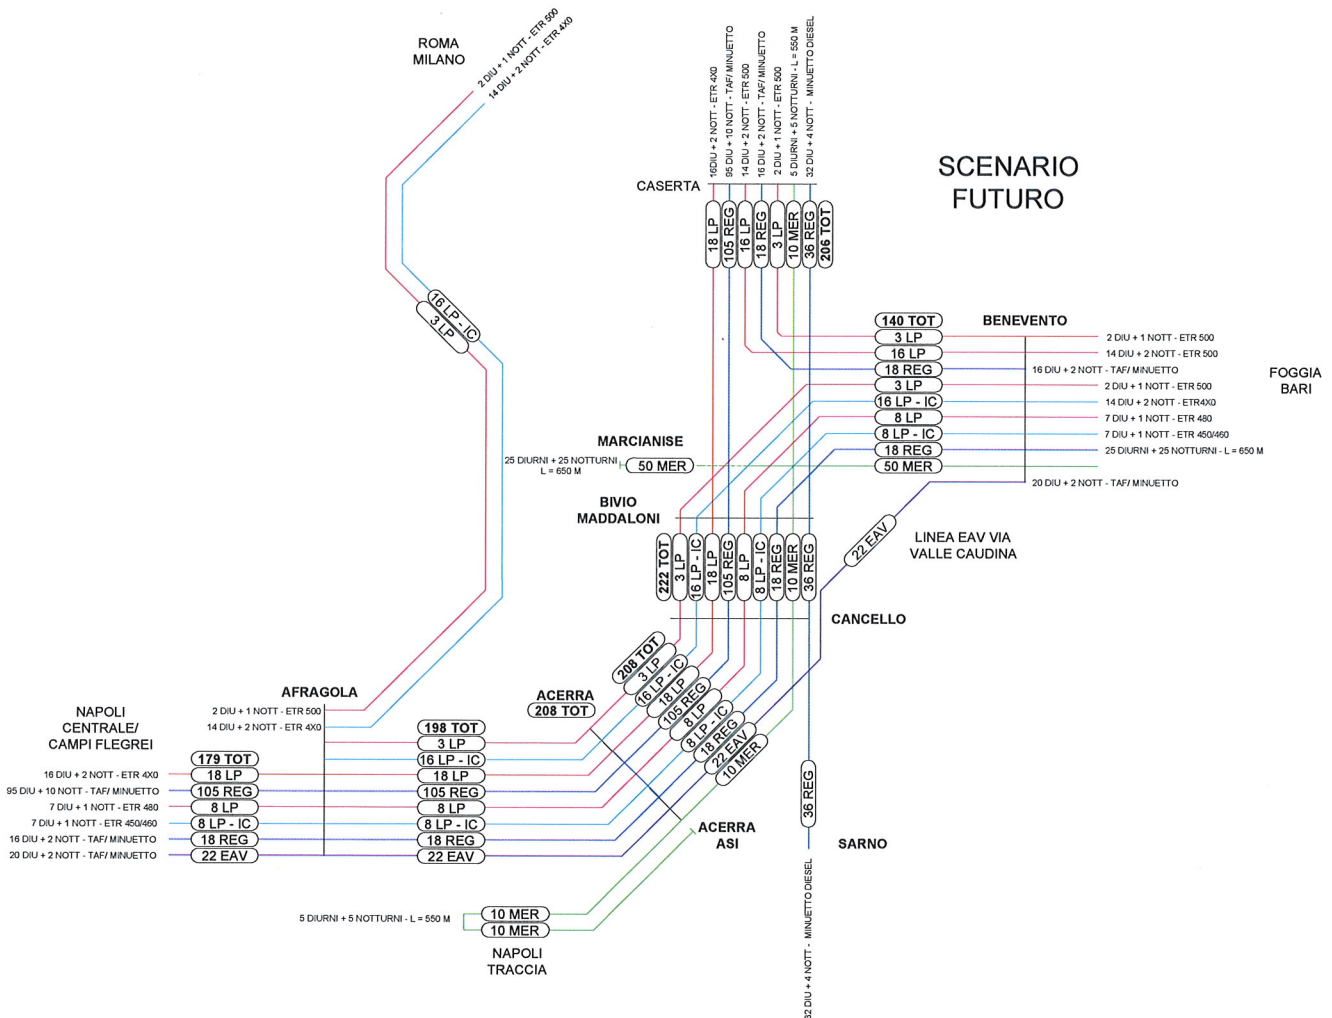 ROMA
MILANO
2 DIU + 1 NOTT - ETR 500
14 DIU + 2 NOTT - ETR 4X0
16DIU + 2 NOTT - ETR 4X0
95 DIU + 10 NOTT - TAF/ MINUETTO
14 DIU + 2 NOTT - ETR 500
16 DIU + 2 NOTT - TAF/ MINUETTO
2 DIU + 1 NOTT - ETR 500
5 DIURNI + 5 NOTTURNI - L = 550 M
32 DIU + 4 NOTT - MINUETTO DIESEL
SCENARIO
FUTURO
CASERTA
18 LP
105 REG
16 LP
18 REG
3 LP
10 MER
36 REG
206 TOT
16 LP - IC
3 LP
140 TOT
BENEVENTO
3 LP
2 DIU + 1 NOTT - ETR 500
16 LP
14 DIU + 2 NOTT - ETR 500
18 REG
16 DIU + 2 NOTT - TAF/ MINUETTO
3 LP
2 DIU + 1 NOTT - ETR 500
16 LP - IC
14 DIU + 2 NOTT - ETR4X0
8 LP
7 DIU + 1 NOTT - ETR 480
8 LP - IC
7 DIU + 1 NOTT - ETR 450/460
18 REG
25 DIURNI + 25 NOTTURNI - L = 650 M
50 MER
20 DIU + 2 NOTT - TAF/ MINUETTO
FOGGIA
BARI
MARCIANISE
25 DIURNI + 25 NOTTURNI
L = 650 M
50 MER
BIVIO
MADDALONI
22 EAV
LINEA EAV VIA
VALLE CAUDINA
222 TOT
3 LP
16 LP - IC
18 LP
105 REG
8 LP
8 LP - IC
18 REG
10 MER
36 REG
CANCELLO
208 TOT
3 LP
16 LP - IC
18 LP
105 REG
8 LP
8 LP - IC
18 REG
22 EAV
10 MER
ACERRA
208 TOT
AFRAGOLA
2 DIU + 1 NOTT - ETR 500
14 DIU + 2 NOTT - ETR 4X0
NAPOLI
CENTRALE/
CAMPI FLEGREI
198 TOT
3 LP
16 LP - IC
18 LP
105 REG
8 LP
8 LP - IC
18 REG
22 EAV
179 TOT
16 DIU + 2 NOTT - ETR 4X0
18 LP
95 DIU + 10 NOTT - TAF/ MINUETTO
105 REG
7 DIU + 1 NOTT - ETR 480
8 LP
7 DIU + 1 NOTT - ETR 450/460
8 LP - IC
16 DIU + 2 NOTT - TAF/ MINUETTO
18 REG
20 DIU + 2 NOTT - TAF/ MINUETTO
22 EAV
ACERRA
ASI
36 REG
SARNO
32 DIU + 4 NOTT - MINUETTO DIESEL
5 DIURNI + 5 NOTTURNI - L = 550 M
10 MER
10 MER
NAPOLI
TRACCIA